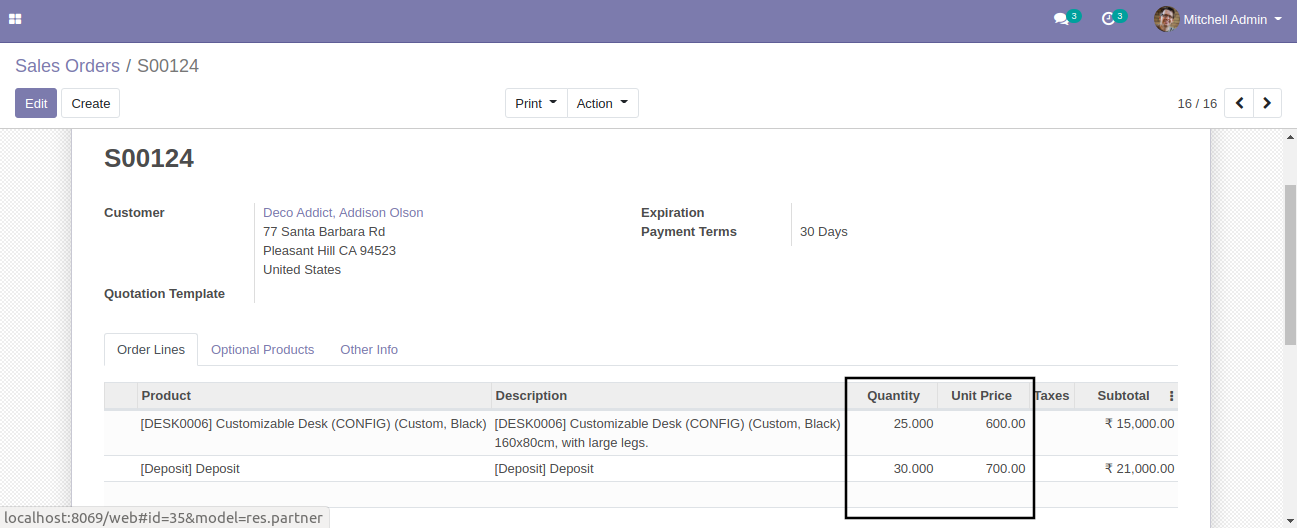 3 3 Mitchell Admin
Sales Orders / S00124
Edit Create Print Action 16 / 16
S00124
Customer Deco Addict, Addison Olson Expiration
77 Santa Barbara Rd Payment Terms 30 Days
Pleasant Hill CA 94523
United States
Quotation Template
Order Lines Optional Products Other Info
Product Description Quantity Unit Price Taxes Subtotal
[DESK0006] Customizable Desk (CONFIG) (Custom, Black) [DESK0006] Customizable Desk (CONFIG) (Custom, Black) 25.000 600.00 ₹ 15,000.00
160x80cm, with large legs.
[Deposit] Deposit [Deposit] Deposit 30.000 700.00 ₹ 21,000.00
localhost:8069/web#id=35&model=res.partner